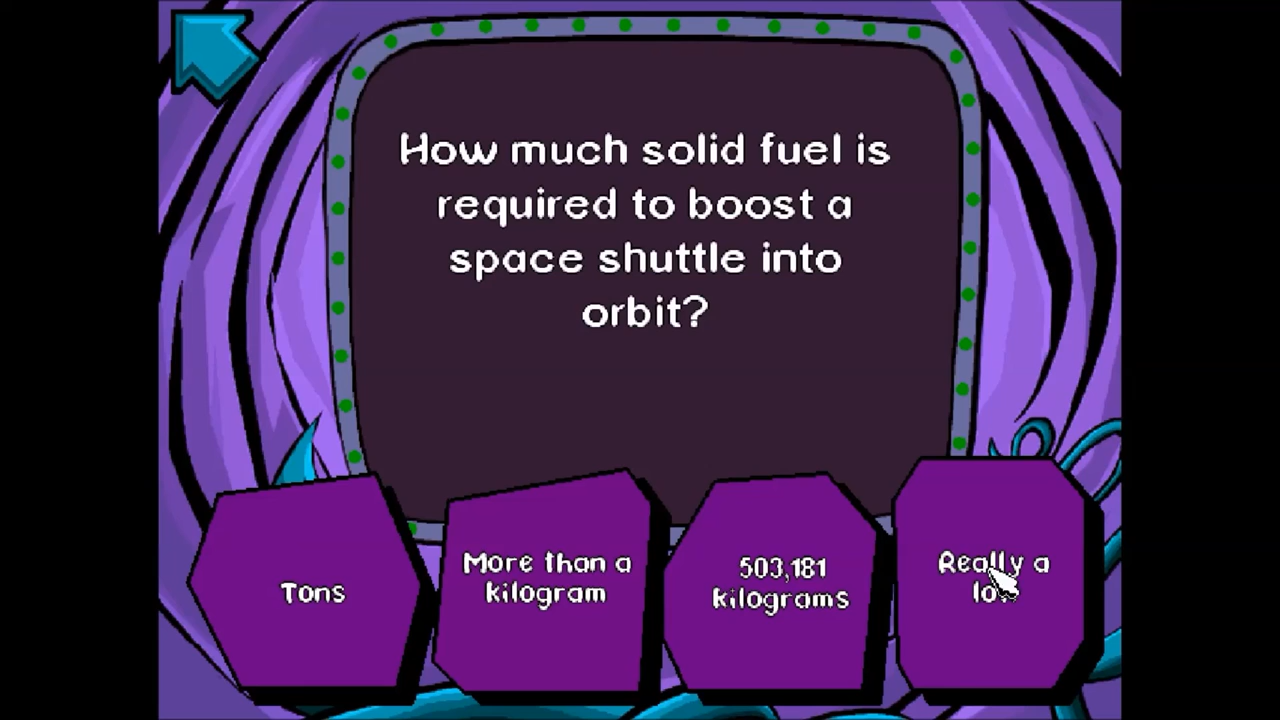 How much solid fuel is
required to boost a
space shuttle into
orbit?
Tons
More than a
kilogram
503,181
kilograms
Really a